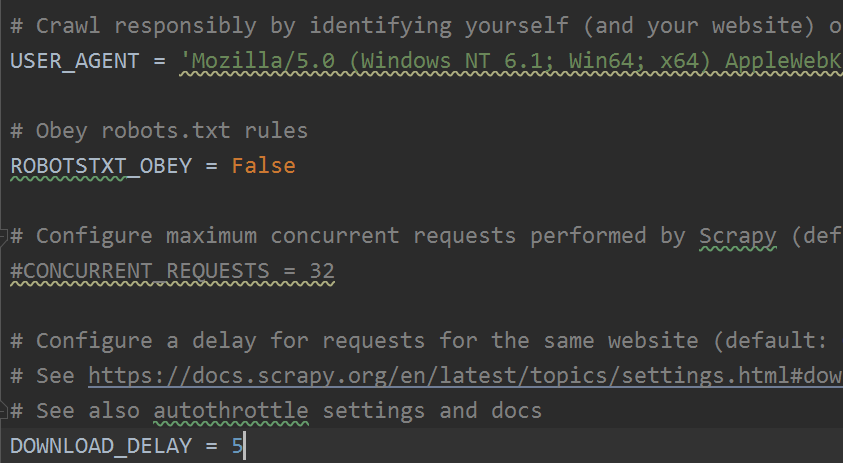 # Crawl responsibly by identifying yourself (and your website) o
USER_AGENT = 'Mozilla/5.0 (Windows NT 6.1; Win64; x64) AppleWebK
# Obey robots.txt rules
ROBOTSTXT_OBEY = False
# Configure maximum concurrent requests performed by Scrapy (def
#CONCURRENT_REQUESTS = 32
# Configure a delay for requests for the same website (default:
# See https://docs.scrapy.org/en/latest/topics/settings.html#dow
# See also autothrottle settings and docs
DOWNLOAD_DELAY = 5